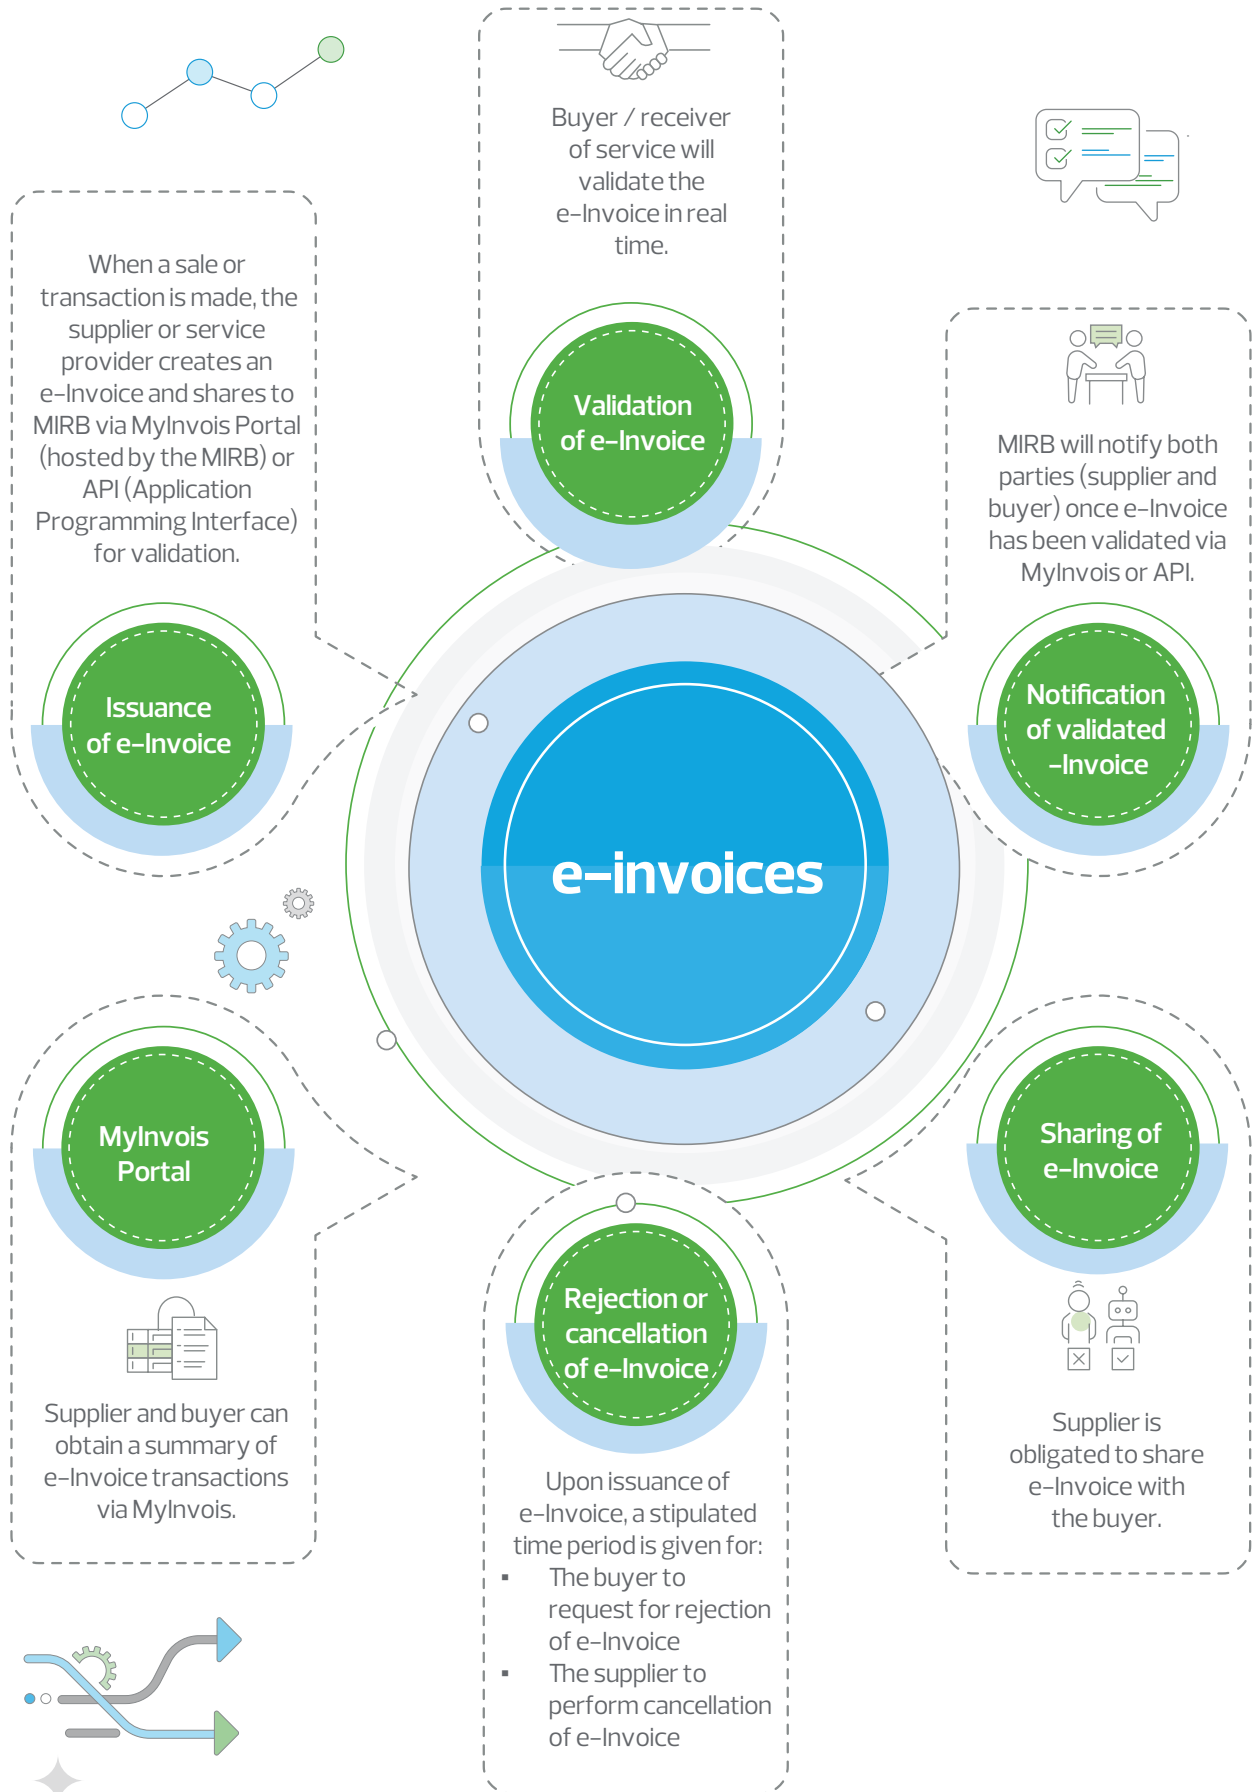 When a sale or
transaction is made, the
supplier or service
provider creates an
e-Invoice and shares to
MIRB via MyInvois Portal
(hosted by the MIRB) or
API (Application
Programming Interface)
for validation.
Issuance
of e-Invoice
Buyer / receiver
of service will
validate the
e-Invoice in real
time.
Validation
of e-Invoice
MIRB will notify both
parties (supplier and
buyer) once e-Invoice
has been validated via
MyInvois or API.
Notification
of validated
-Invoice
e-invoices
MyInvois
Portal
Supplier and buyer can
obtain a summary of
e-Invoice transactions
via MyInvois.
Rejection or
cancellation
of e-Invoice
Upon issuance of
e-Invoice, a stipulated
time period is given for:
▪ The buyer to
request for rejection
of e-Invoice
▪ The supplier to
perform cancellation
of e-Invoice
Sharing of
e-Invoice
Supplier is
obligated to share
e-Invoice with
the buyer.